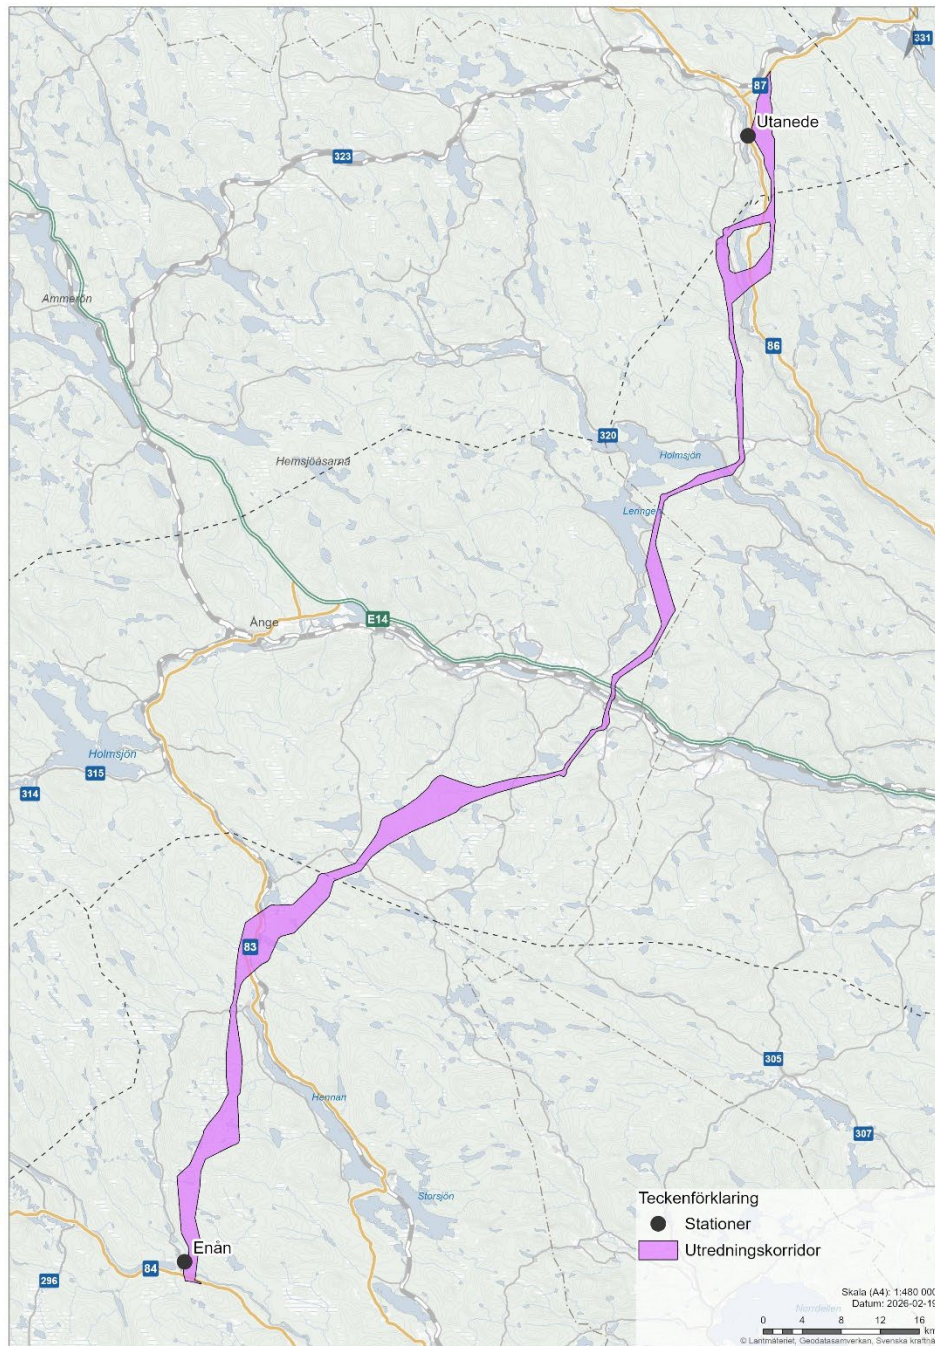 331
87
Utanede
323
Ammerön
86
320
Holmsjön
Hemsjöåsarna
Leringen
Ånge
E14
Holmsjön
315
314
83
305
Hennan
307
Storsjön
Teckenförklaring
Stationer
Enån
Utredningskorridor
84
296
Skala (A4): 1:480 000
Datum: 2026-02-19
Norrdellen
0 4 8 12 16
km
© Lantmäteriet, Geodatasamverkan, Svenska kraftnät